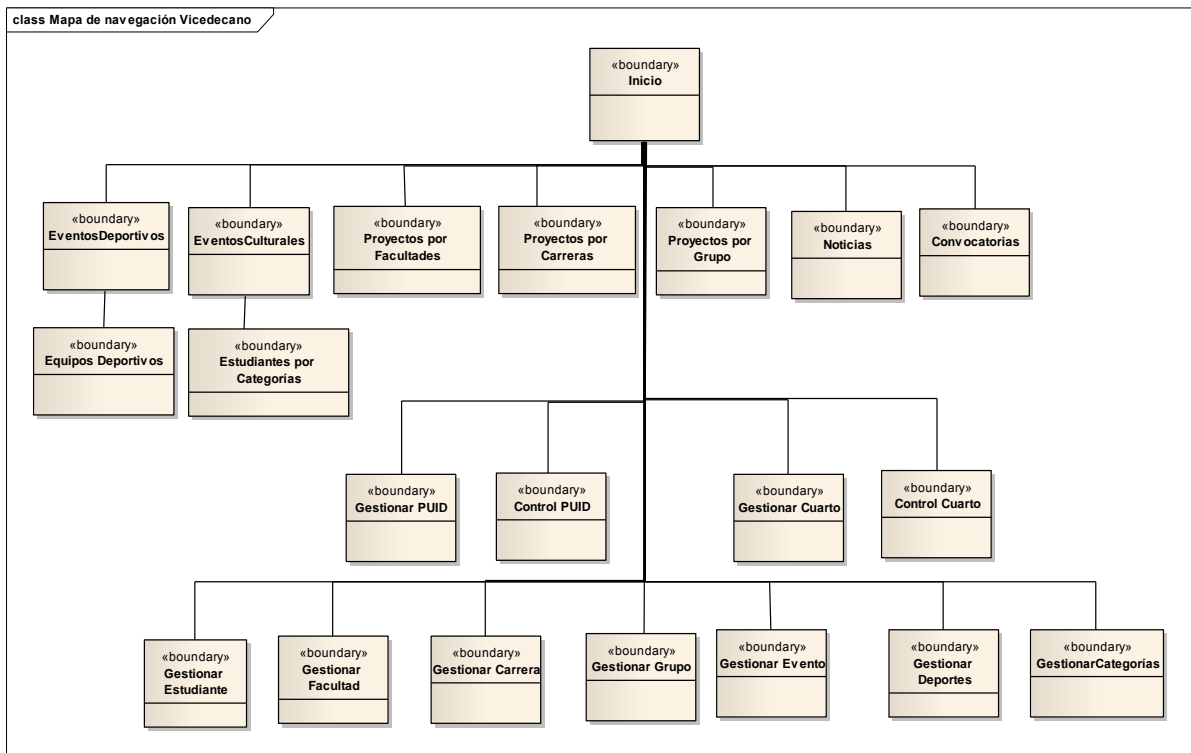 class Mapa de navegación Vicedecano
«boundary»
Inicio
«boundary»
EventosDeportivos
«boundary»
EventosCulturales
«boundary»
Proyectos por
Facultades
«boundary»
Proyectos por
Carreras
«boundary»
Proyectos por
Grupo
«boundary»
Noticias
«boundary»
Convocatorias
«boundary»
Equipos Deportivos
«boundary»
Estudiantes por
Categorías
«boundary»
Gestionar PUID
«boundary»
Control PUID
«boundary»
Gestionar Cuarto
«boundary»
Control Cuarto
«boundary»
Gestionar
Estudiante
«boundary»
Gestionar
Facultad
«boundary»
Gestionar Carrera
«boundary»
Gestionar Grupo
«boundary»
Gestionar Evento
«boundary»
Gestionar
Deportes
«boundary»
GestionarCategorías